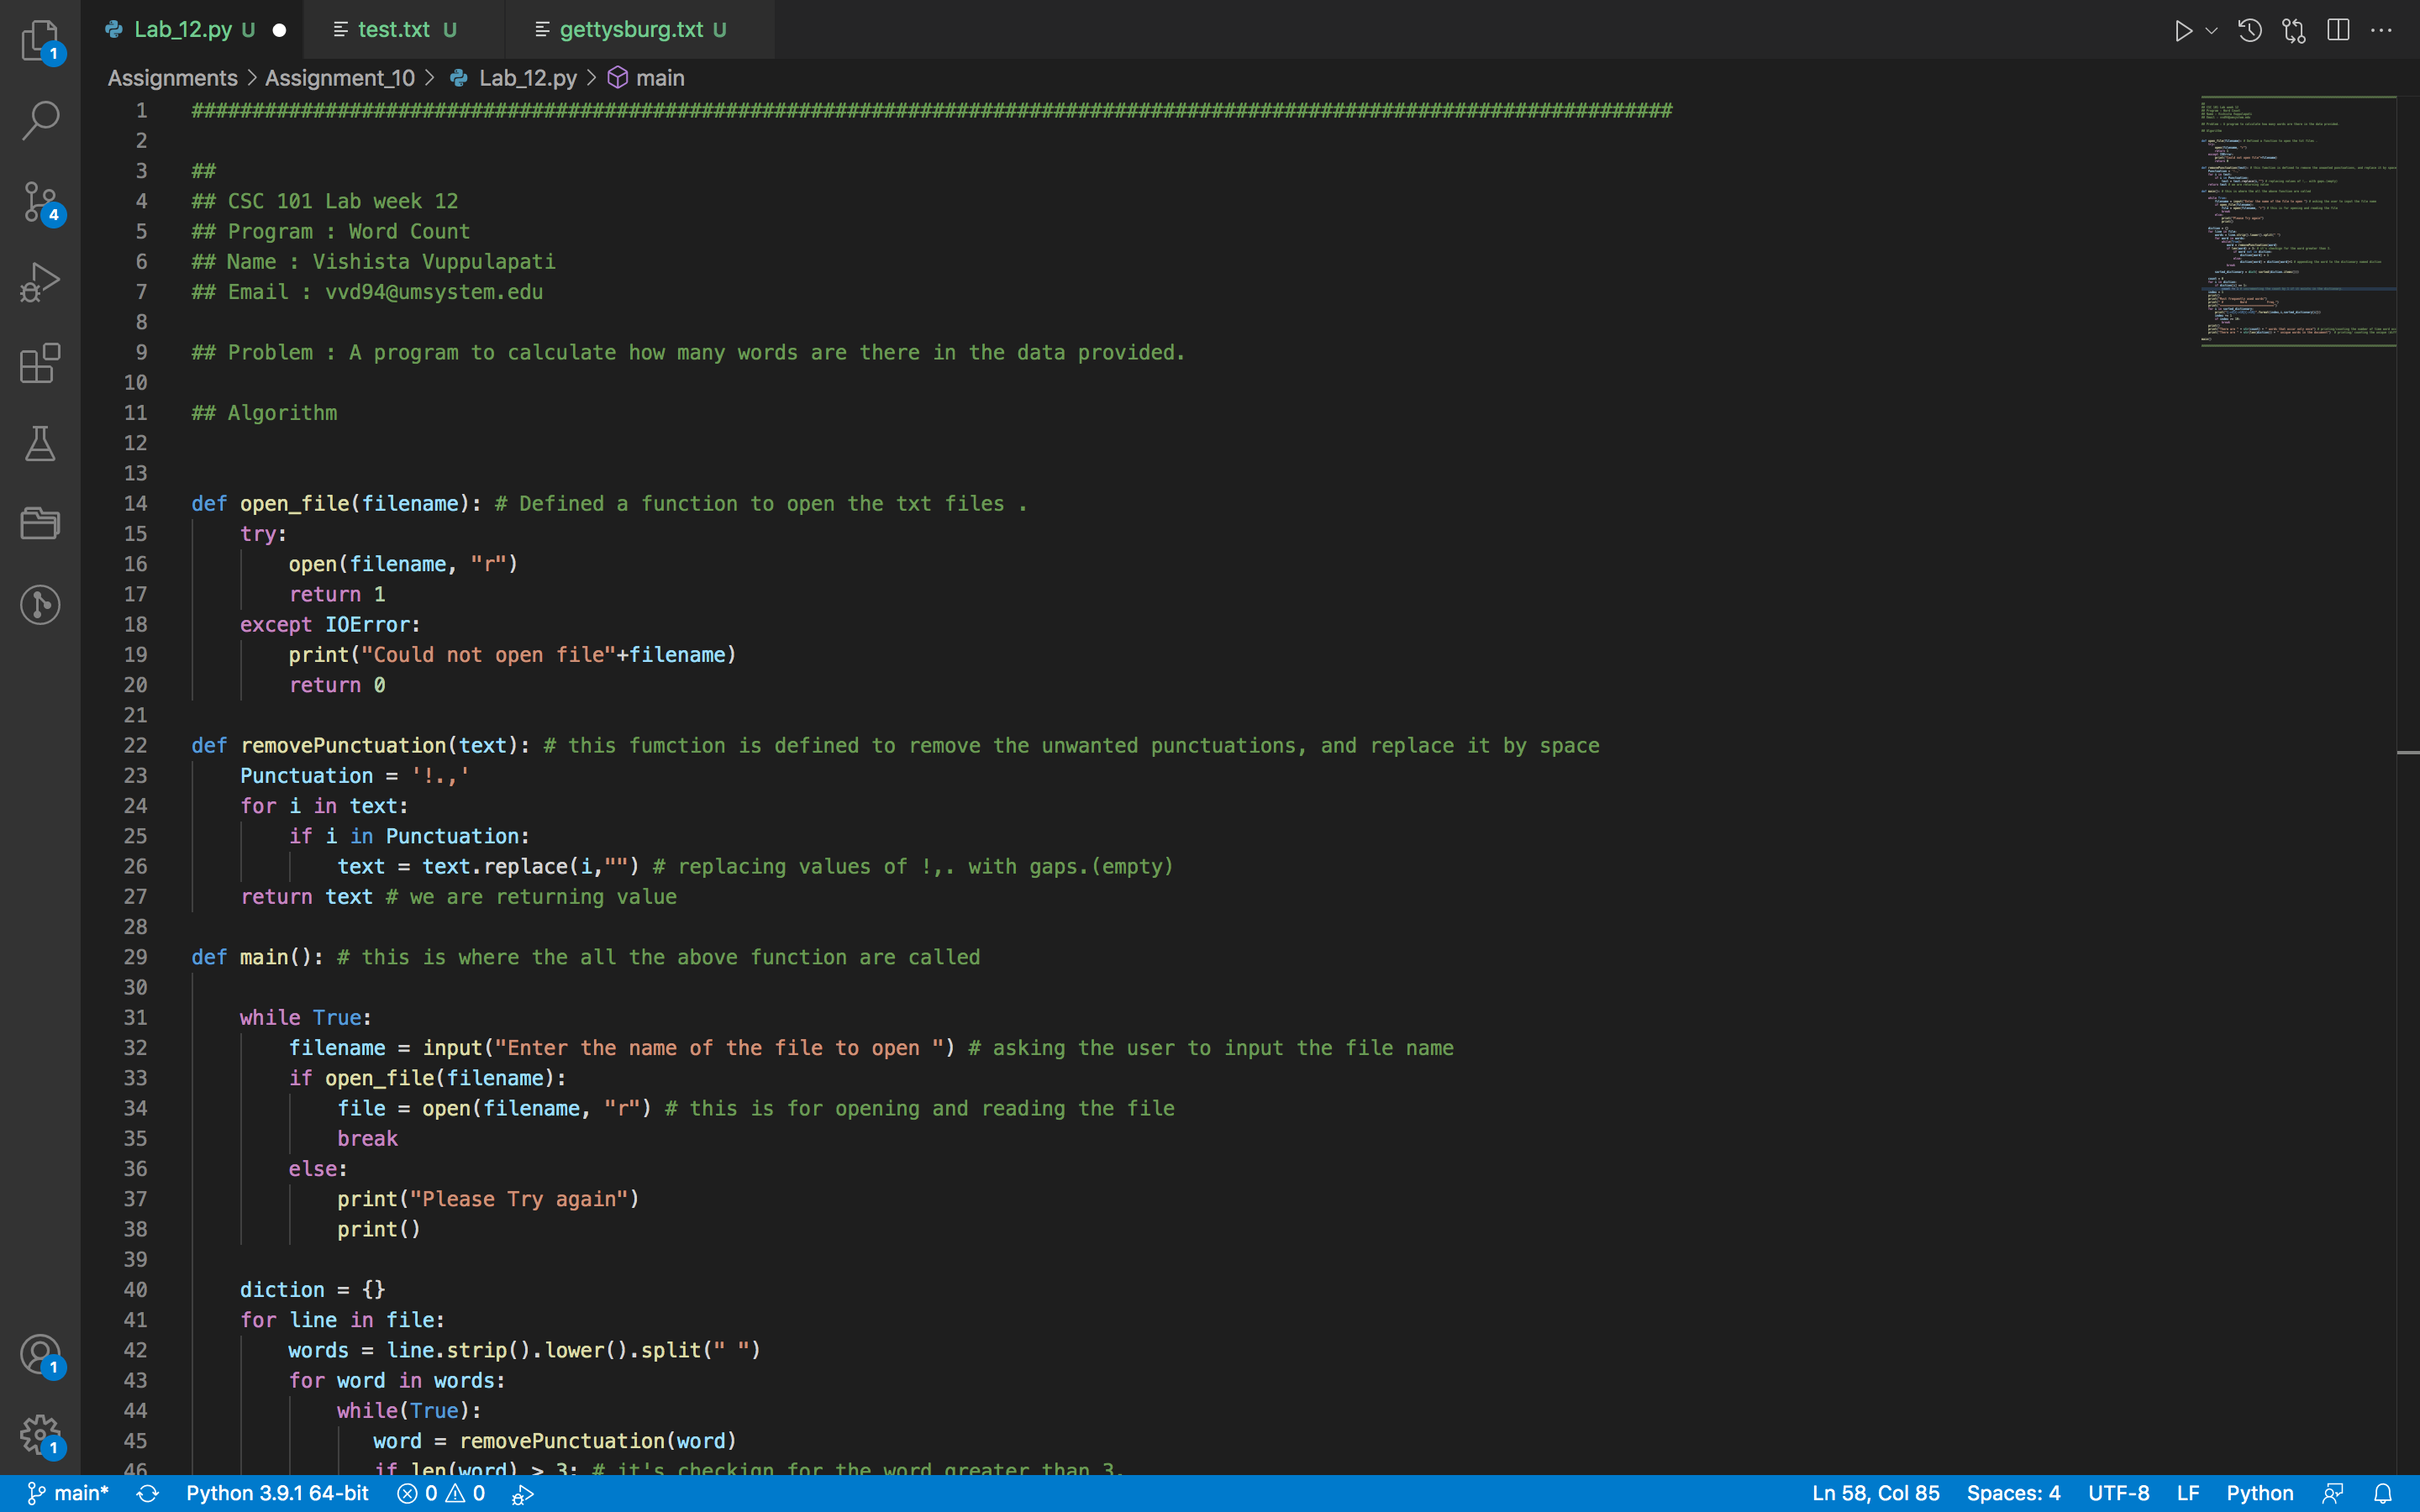 Lab_12.py U test.txt U gettysburg.txt U
Assignments > Assignment_10 > Lab_12.py > main
1 ##########################################################################################################################
2
3 ##
4 ## CSC 101 Lab week 12
5 ## Program : Word Count
6 ## Name : Vishista Vuppulapati
7 ## Email : vvd94@umsystem.edu
8
9 ## Problem : A program to calculate how many words are there in the data provided.
10
11 ## Algorithm
12
13
14 def open_file(filename): # Defined a function to open the txt files .
15     try:
16         open(filename, "r")
17         return 1
18     except IOError:
19         print("Could not open file"+filename)
20         return 0
21
22 def removePunctuation(text): # this fumction is defined to remove the unwanted punctuations, and replace it by space
23     Punctuation = '!.,'
24     for i in text:
25         if i in Punctuation:
26             text = text.replace(i,"") # replacing values of !,. with gaps.(empty)
27     return text # we are returning value
28
29 def main(): # this is where the all the above function are called
30
31     while True:
32         filename = input("Enter the name of the file to open ") # asking the user to input the file name
33         if open_file(filename):
34             file = open(filename, "r") # this is for opening and reading the file
35             break
36         else:
37             print("Please Try again")
38             print()
39
40     diction = {}
41     for line in file:
42         words = line.strip().lower().split(" ")
43         for word in words:
44             while(True):
45                word = removePunctuation(word)
46                if len(word) > 3: # it's checkign for the word greater than 3.
1
4
1
1
main* Python 3.9.1 64-bit 0 0 Ln 58, Col 85 Spaces: 4 UTF-8 LF Python